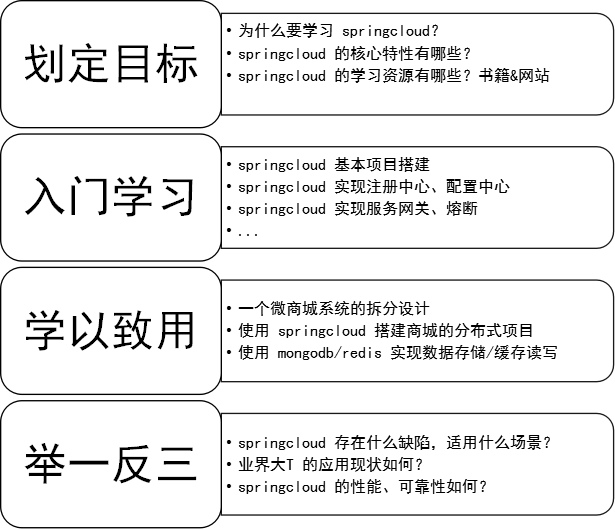 划定目标
• 为什么要学习 springcloud?
• springcloud 的核心特性有哪些?
• springcloud 的学习资源有哪些? 书籍&网站
入门学习
• springcloud 基本项目搭建
• springcloud 实现注册中心、配置中心
• springcloud 实现服务网关、熔断
• ...
学以致用
• 一个微商城系统的拆分设计
• 使用 springcloud 搭建商城的分布式项目
• 使用 mongodb/redis 实现数据存储/缓存读写
举一反三
• springcloud 存在什么缺陷，适用什么场景?
• 业界大T 的应用现状如何?
• springcloud 的性能、可靠性如何?